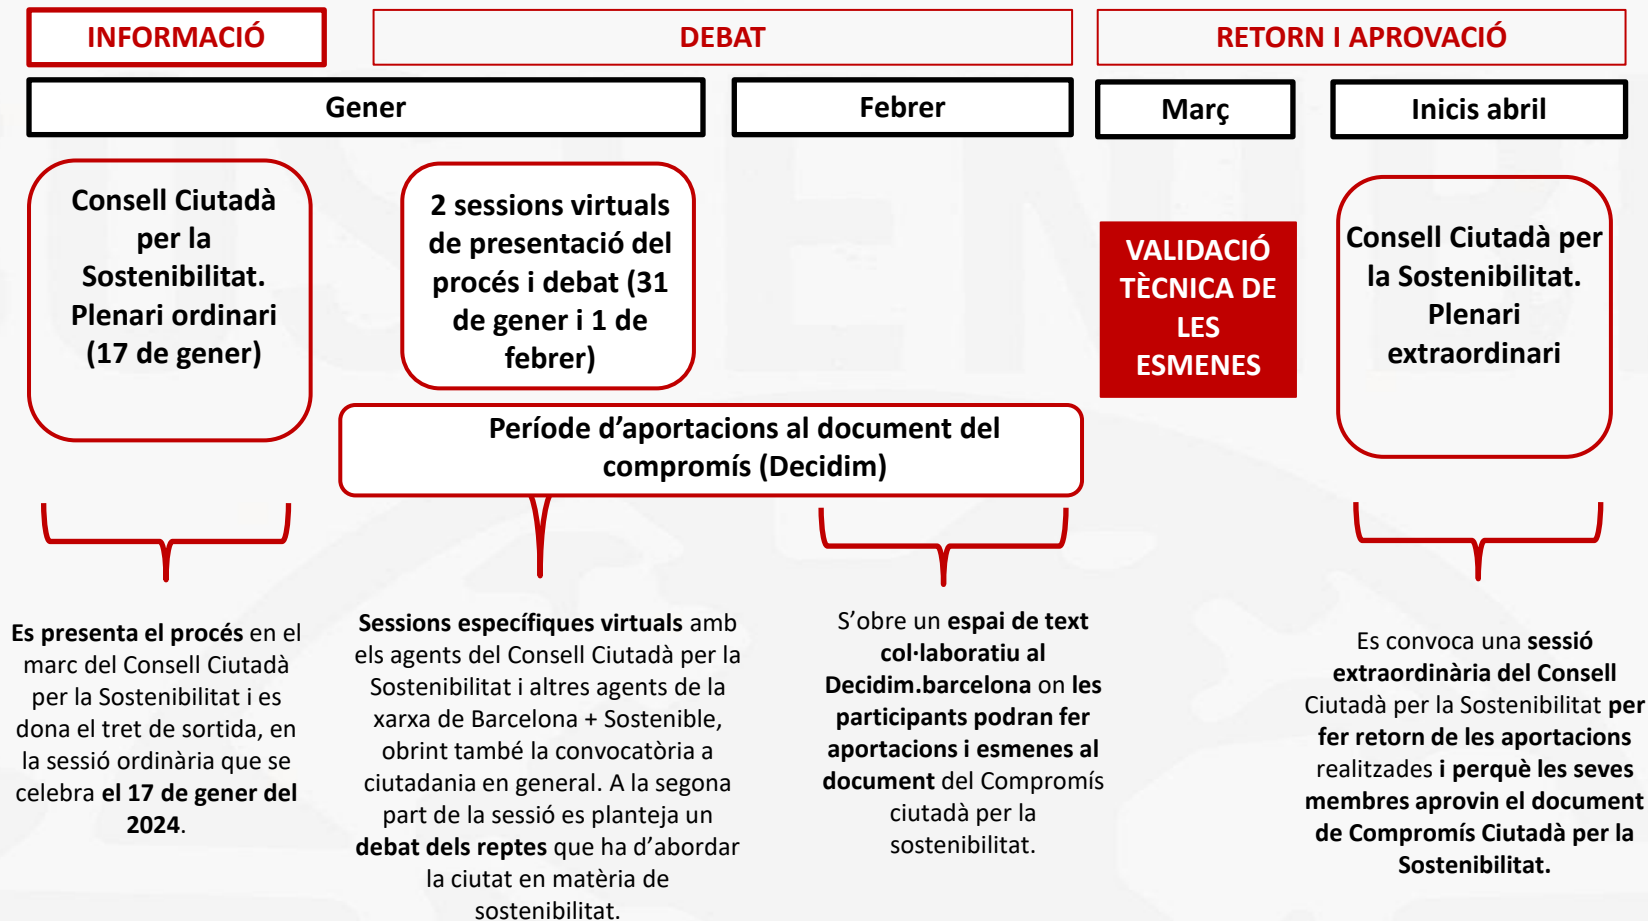 INFORMACIÓ
DEBAT
RETORN I APROVACIÓ
Gener
Febrer
Març
Inicis abril
Consell Ciutadà
per la
Sostenibilitat.
Plenari ordinari
(17 de gener)
2 sessions virtuals
de presentació del
procés i debat (31
de gener i 1 de
febrer)
VALIDACIÓ
TÈCNICA DE
LES
ESMENES
Consell Ciutadà per
la Sostenibilitat.
Plenari
extraordinari
Període d’aportacions al document del
compromís (Decidim)
Es presenta el procés en el
marc del Consell Ciutadà
per la Sostenibilitat i es
dona el tret de sortida, en
la sessió ordinària que se
celebra el 17 de gener del
2024.
Sessions específiques virtuals amb
els agents del Consell Ciutadà per la
Sostenibilitat i altres agents de la
xarxa de Barcelona + Sostenible,
obrint també la convocatòria a
ciutadania en general. A la segona
part de la sessió es planteja un
debat dels reptes que ha d’abordar
la ciutat en matèria de
sostenibilitat.
S’obre un espai de text
col·laboratiu al
Decidim.barcelona on les
participants podran fer
aportacions i esmenes al
document del Compromís
ciutadà per la
sostenibilitat.
Es convoca una sessió
extraordinària del Consell
Ciutadà per la Sostenibilitat per
fer retorn de les aportacions
realitzades i perquè les seves
membres aprovin el document
de Compromís Ciutadà per la
Sostenibilitat.